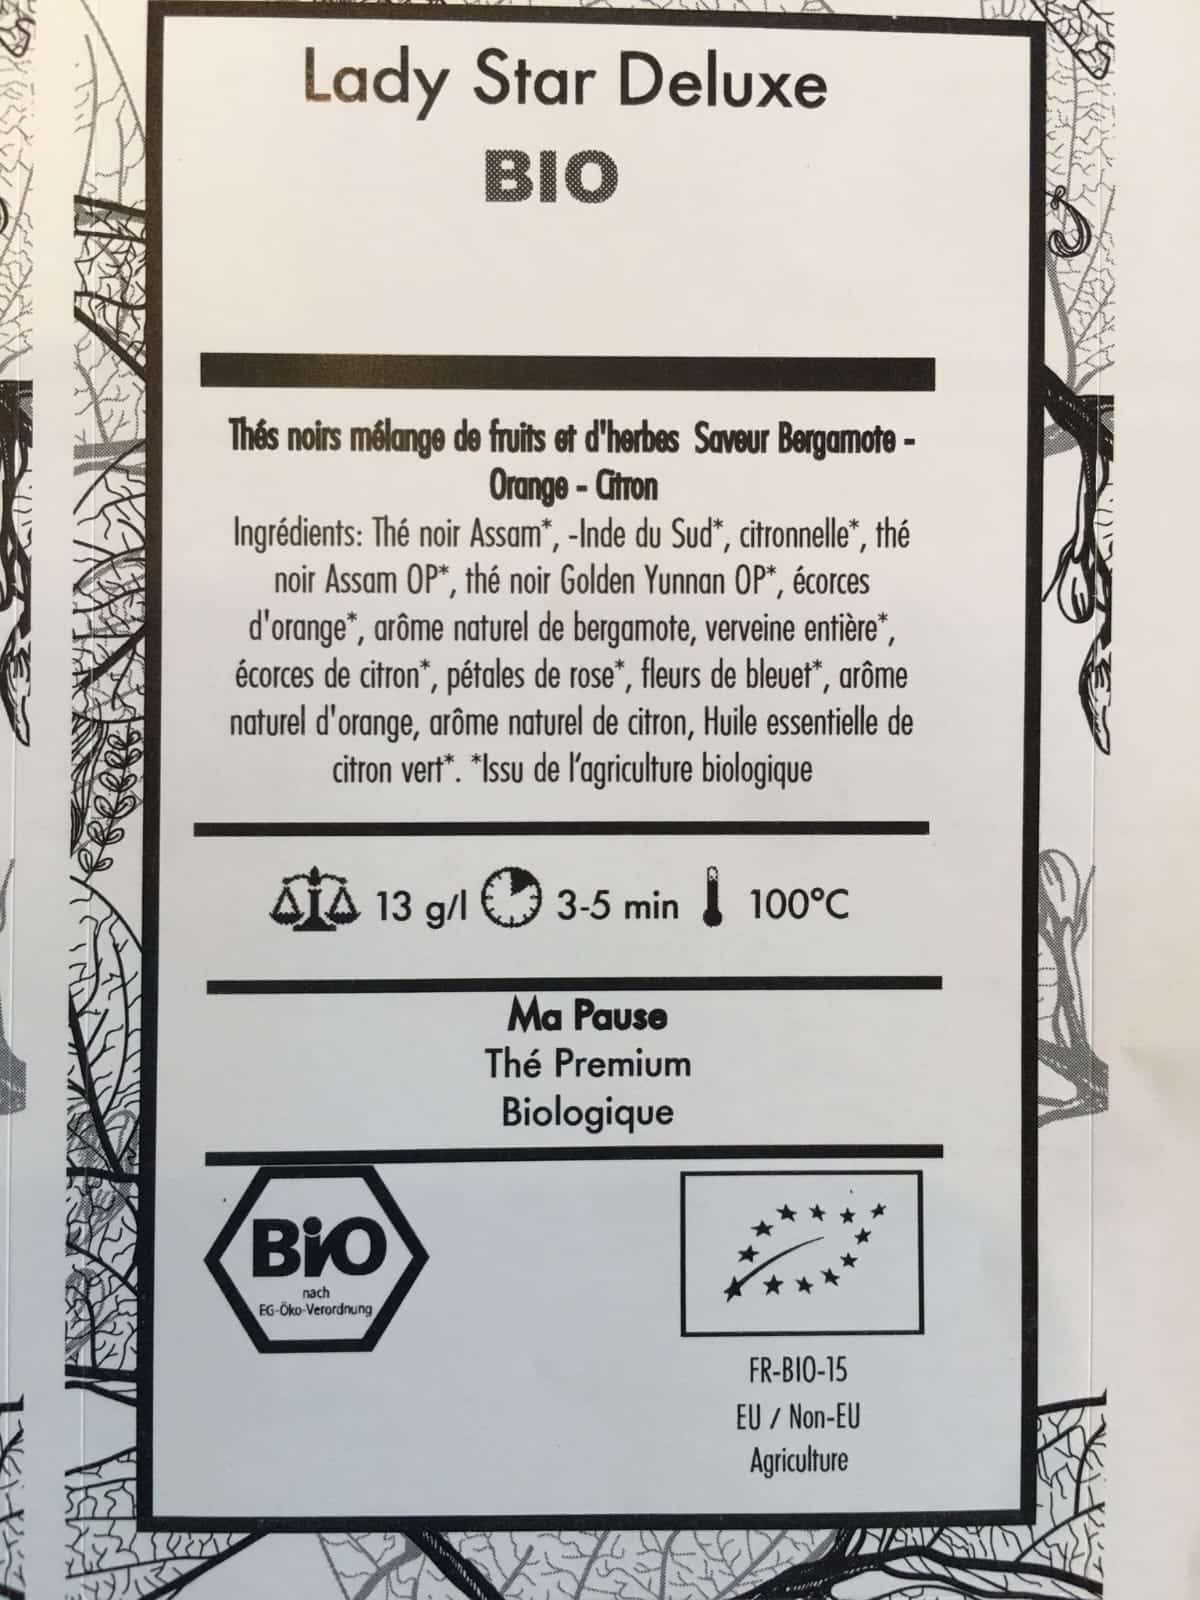 Lady Star Deluxe
BIO
Thés noirs mélange de fruits et d'herbes Saveur Bergamote -
Orange - Citron
Ingrédients: Thé noir Assam*, -Inde du Sud*, citronnelle*, thé
noir Assam OP*, thé noir Golden Yunnan OP*, écorces
d'orange*, arôme naturel de bergamote, verveine entière*,
écorces de citron*, pétales de rose*, fleurs de bleuet*, arôme
naturel d'orange, arôme naturel de citron, Huile essentielle de
citron vert*. *Issu de l'agriculture biologique
13 g/l 3-5 min 100°C
Ma Pause
Thé Premium
Biologique
Bio
nach
EG-Öko-Verordnung
FR-BIO-15
EU / Non-EU
Agriculture